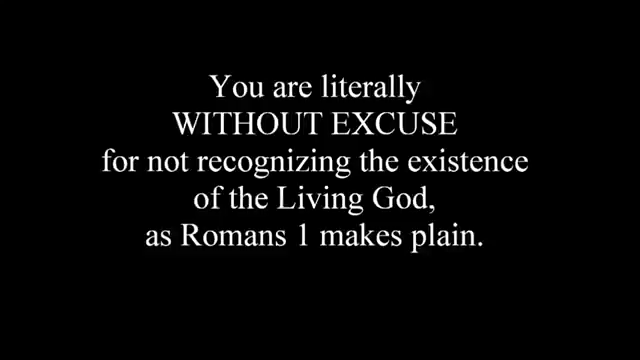 You are literally
WITHOUT EXCUSE
for not recognizing the existence
of the Living God,
as Romans 1 makes plain.